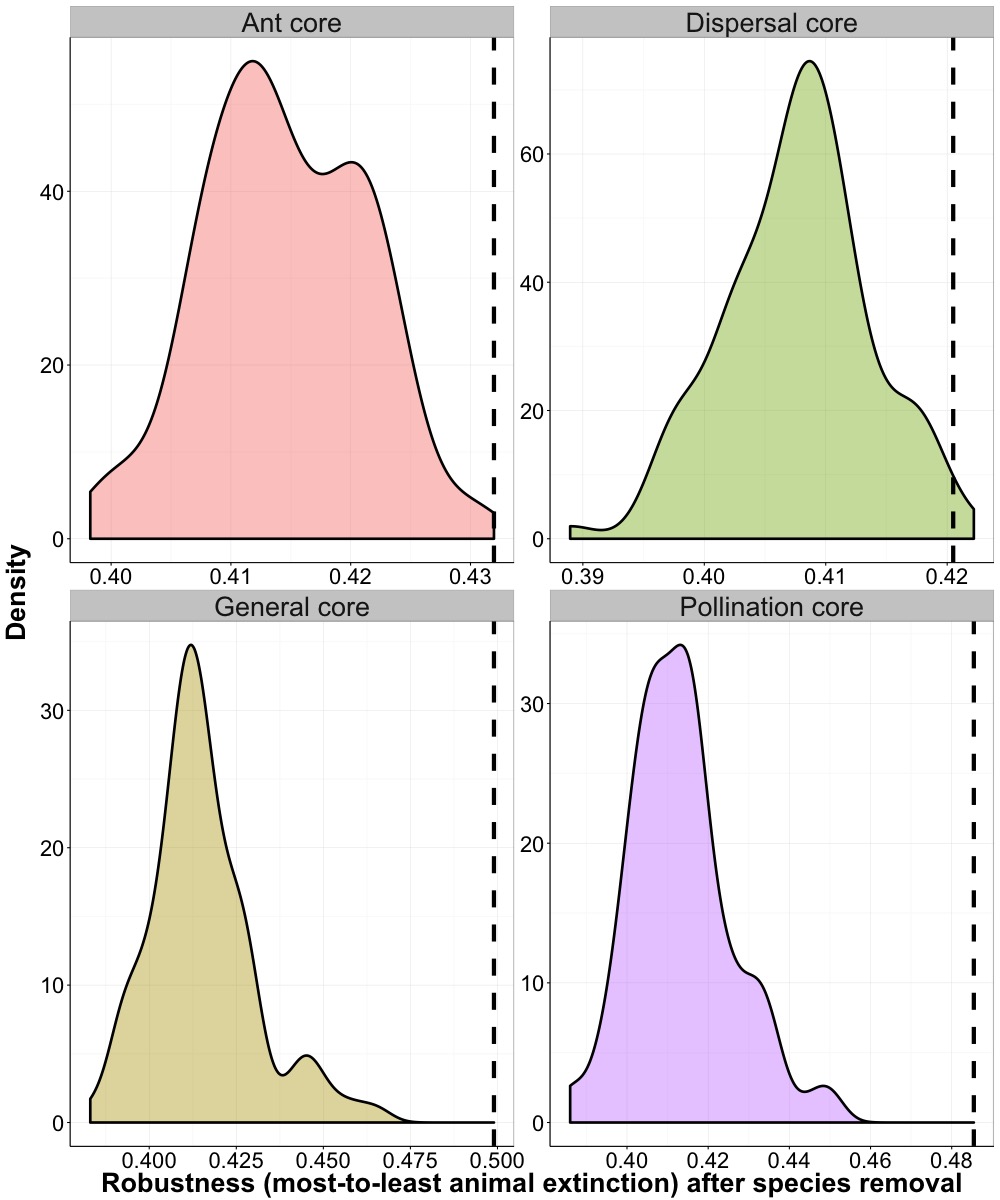 Ant core
Dispersal core
40
20
0
60
40
20
0
0.40 0.41 0.42 0.43
0.39 0.40 0.41 0.42
General core
Pollination core
30
20
10
0
30
20
10
0
0.400 0.425 0.450 0.475 0.500
0.40 0.42 0.44 0.46 0.48
Density
Robustness (most-to-least animal extinction) after species removal